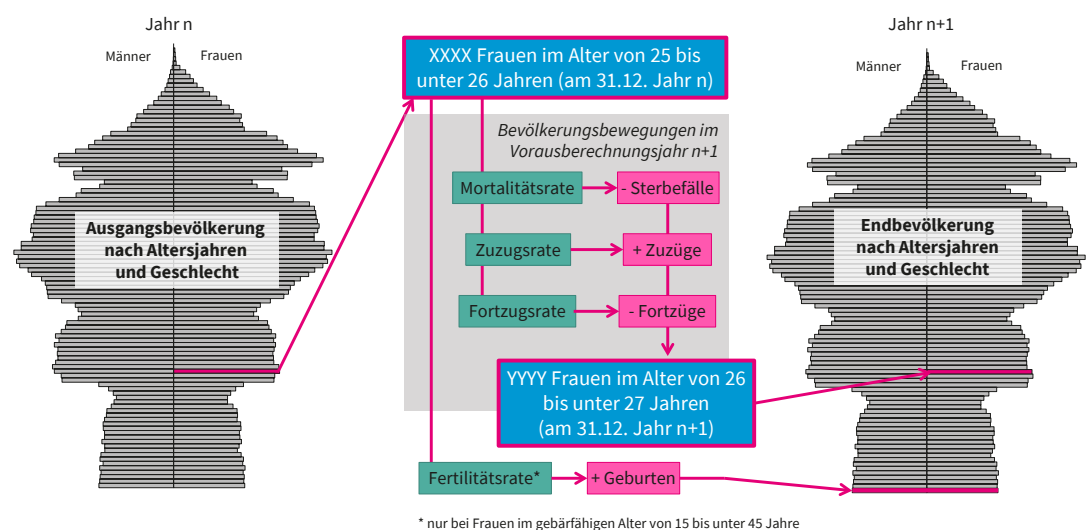 Jahr n
Männer
Frauen
Ausgangsbevölkerung
nach Altersjahren
und Geschlecht
XXXX Frauen im Alter von 25 bis
unter 26 Jahren (am 31.12. Jahr n)
Bevölkerungsbewegungen im
Vorausberechnungsjahr n+1
Mortalitätsrate
- Sterbefälle
Zuzugsrate
+ Zuzüge
Fortzugsrate
- Fortzüge
YYYY Frauen im Alter von 26
bis unter 27 Jahren
(am 31.12. Jahr n+1)
Fertilitätsrate*
+ Geburten
* nur bei Frauen im gebärfähigen Alter von 15 bis unter 45 Jahre
Jahr n+1
Männer
Frauen
Endbevölkerung
nach Altersjahren
und Geschlecht